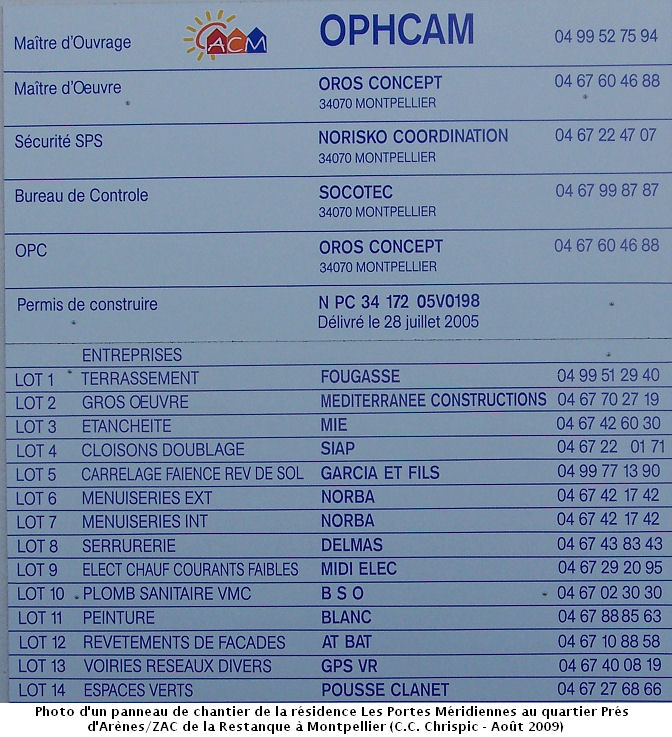 Maître d'Ouvrage ACM OPHCAM 04 99 52 75 94
Maître d'Œuvre OROS CONCEPT 04 67 60 46 88
34070 MONTPELLIER
Sécurité SPS NORISKO COORDINATION 04 67 22 47 07
34070 MONTPELLIER
Bureau de Controle SOCOTEC 04 67 99 87 87
34070 MONTPELLIER
OPC OROS CONCEPT 04 67 60 46 88
34070 MONTPELLIER
Permis de construire N PC 34 172 05V0198
Délivré le 28 juillet 2005
ENTREPRISES
LOT 1 TERRASSEMENT FOUGASSE 04 99 51 29 40
LOT 2 GROS ŒUVRE MEDITERRANEE CONSTRUCTIONS 04 67 70 27 19
LOT 3 ETANCHEITE MIE 04 67 42 60 30
LOT 4 CLOISONS DOUBLAGE SIAP 04 67 22 01 71
LOT 5 CARRELAGE FAIENCE REV DE SOL GARCIA ET FILS 04 99 77 13 90
LOT 6 MENUISERIES EXT NORBA 04 67 42 17 42
LOT 7 MENUISERIES INT NORBA 04 67 42 17 42
LOT 8 SERRURERIE DELMAS 04 67 43 83 43
LOT 9 ELECT CHAUF COURANTS FAIBLES MIDI ELEC 04 67 29 20 95
LOT 10 PLOMB SANITAIRE VMC B S O 04 67 02 30 30
LOT 11 PEINTURE BLANC 04 67 88 85 63
LOT 12 REVETEMENTS DE FACADES AT BAT 04 67 10 88 58
LOT 13 VOIRIES RESEAUX DIVERS GPS VR 04 67 40 08 19
LOT 14 ESPACES VERTS POUSSE CLANET 04 67 27 68 66
Photo d'un panneau de chantier de la résidence Les Portes Méridiennes au quartier Prés
d'Arènes/ZAC de la Restanque à Montpellier (C.C. Chrispic - Août 2009)